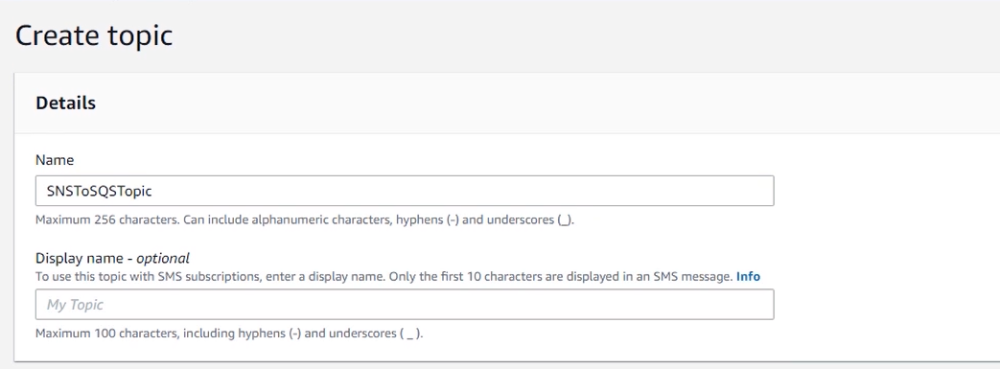 Create topic
Details
Name
SNSToSQSTopic
Maximum 256 characters. Can include alphanumeric characters, hyphens (-) and underscores (_).
Display name - optional
To use this topic with SMS subscriptions, enter a display name. Only the first 10 characters are displayed in an SMS message. Info
My Topic
Maximum 100 characters, including hyphens (-) and underscores ( _ ).